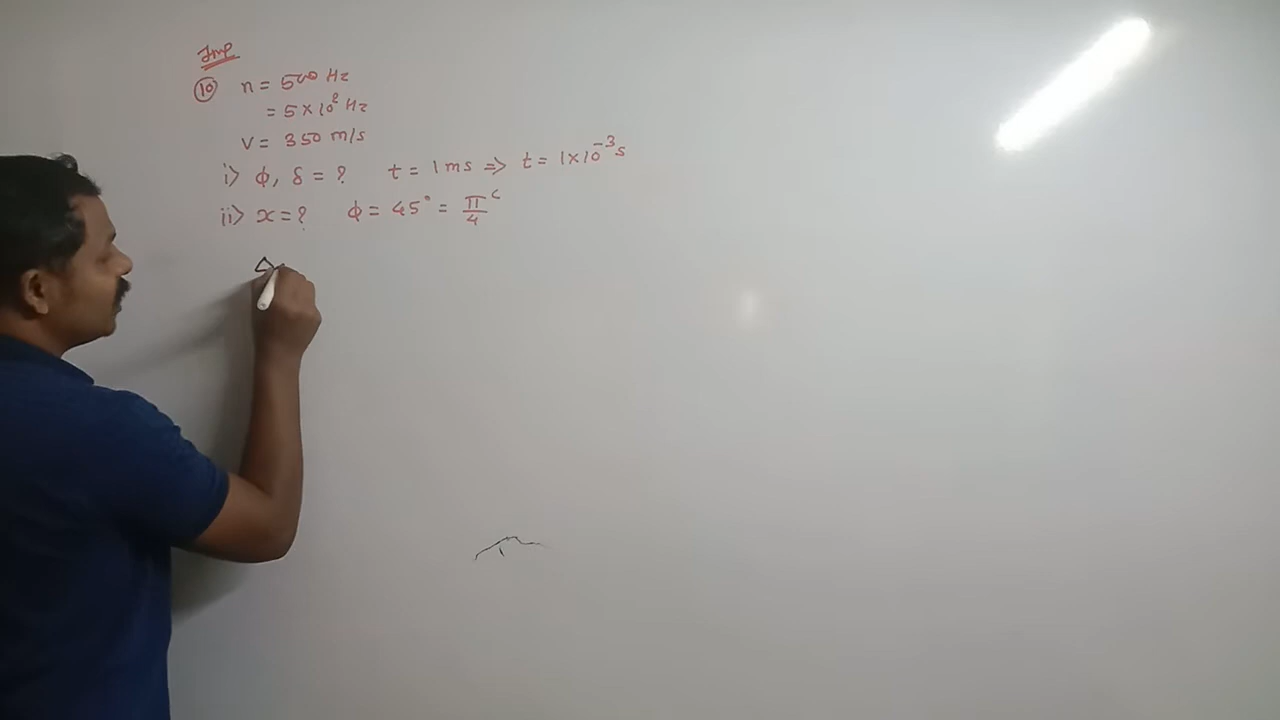 Imp
⑩ n = 500 Hz
= 5 × 10² Hz
v = 350 m/s
i> ϕ, δ = ? t = 1 ms => t = 1×10⁻³ s
ii> x = ? ϕ = 45° = π/4 ᶜ